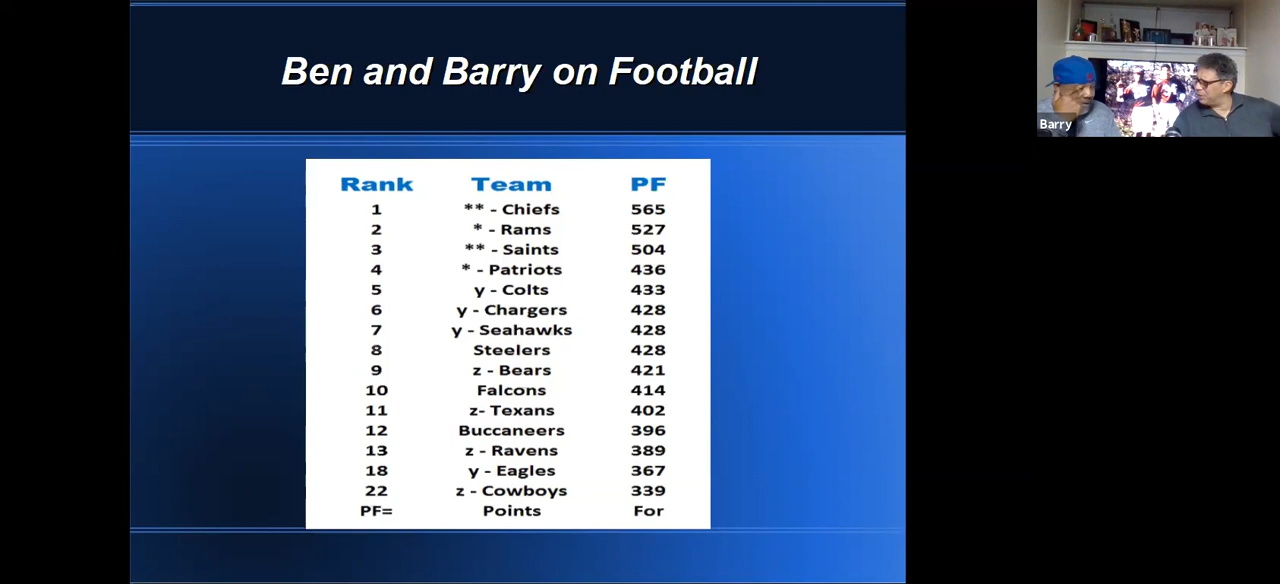 Ben and Barry on Football
Barry
Rank Team PF
1 ** - Chiefs 565
2 * - Rams 527
3 ** - Saints 504
4 * - Patriots 436
5 y - Colts 433
6 y - Chargers 428
7 y - Seahawks 428
8 Steelers 428
9 z - Bears 421
10 Falcons 414
11 z- Texans 402
12 Buccaneers 396
13 z - Ravens 389
18 y - Eagles 367
22 z - Cowboys 339
PF= Points For